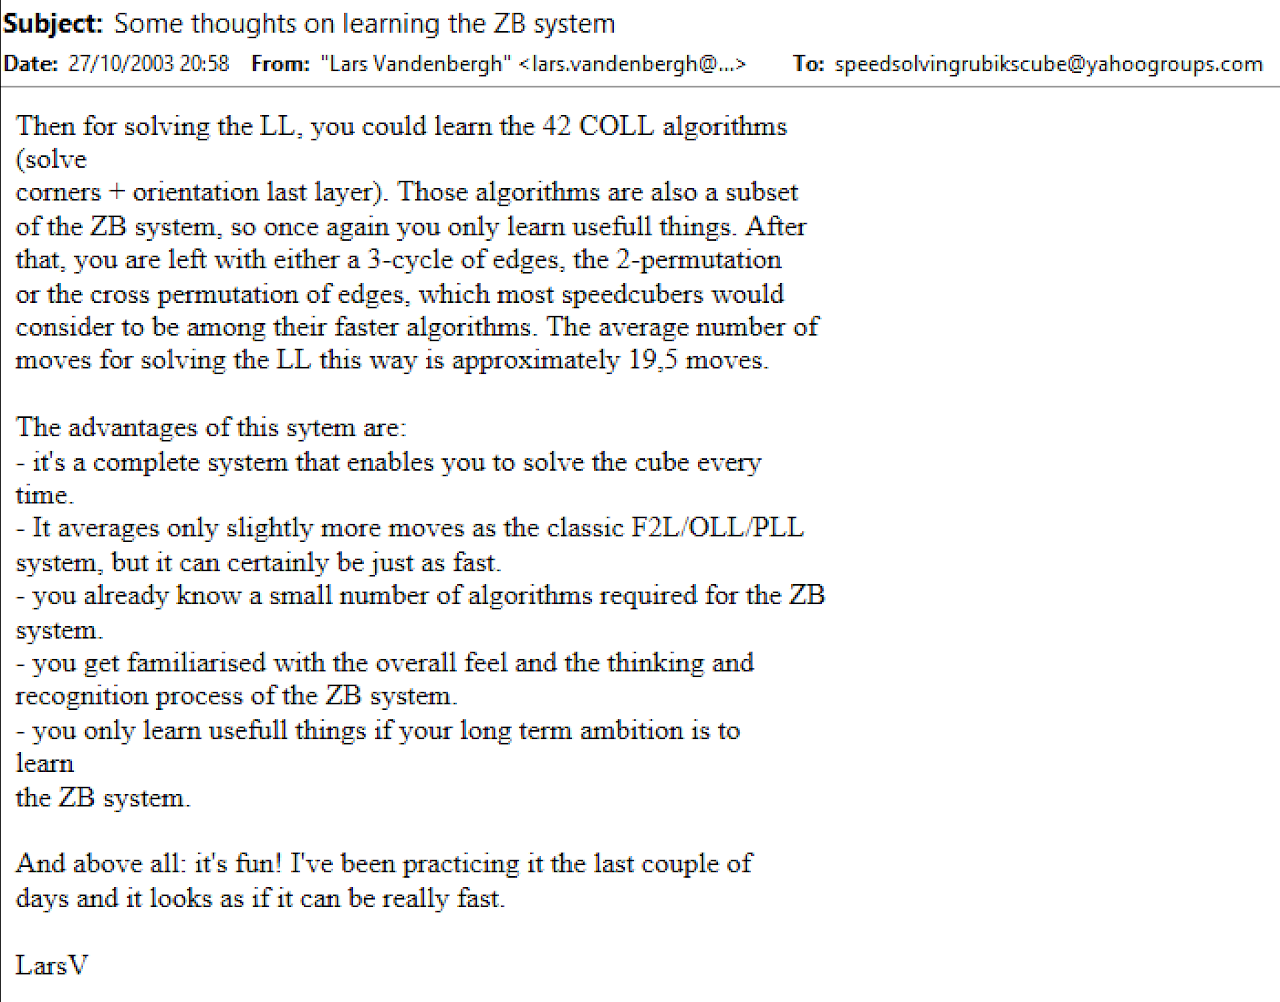 Subject: Some thoughts on learning the ZB system
Date: 27/10/2003 20:58 From: "Lars Vandenbergh" <lars.vandenbergh@...> To: speedsolvingrubikscube@yahoogroups.com
Then for solving the LL, you could learn the 42 COLL algorithms
(solve
corners + orientation last layer). Those algorithms are also a subset
of the ZB system, so once again you only learn usefull things. After
that, you are left with either a 3-cycle of edges, the 2-permutation
or the cross permutation of edges, which most speedcubers would
consider to be among their faster algorithms. The average number of
moves for solving the LL this way is approximately 19,5 moves.
The advantages of this sytem are:
- it's a complete system that enables you to solve the cube every
time.
- It averages only slightly more moves as the classic F2L/OLL/PLL
system, but it can certainly be just as fast.
- you already know a small number of algorithms required for the ZB
system.
- you get familiarised with the overall feel and the thinking and
recognition process of the ZB system.
- you only learn usefull things if your long term ambition is to
learn
the ZB system.
And above all: it's fun! I've been practicing it the last couple of
days and it looks as if it can be really fast.
LarsV